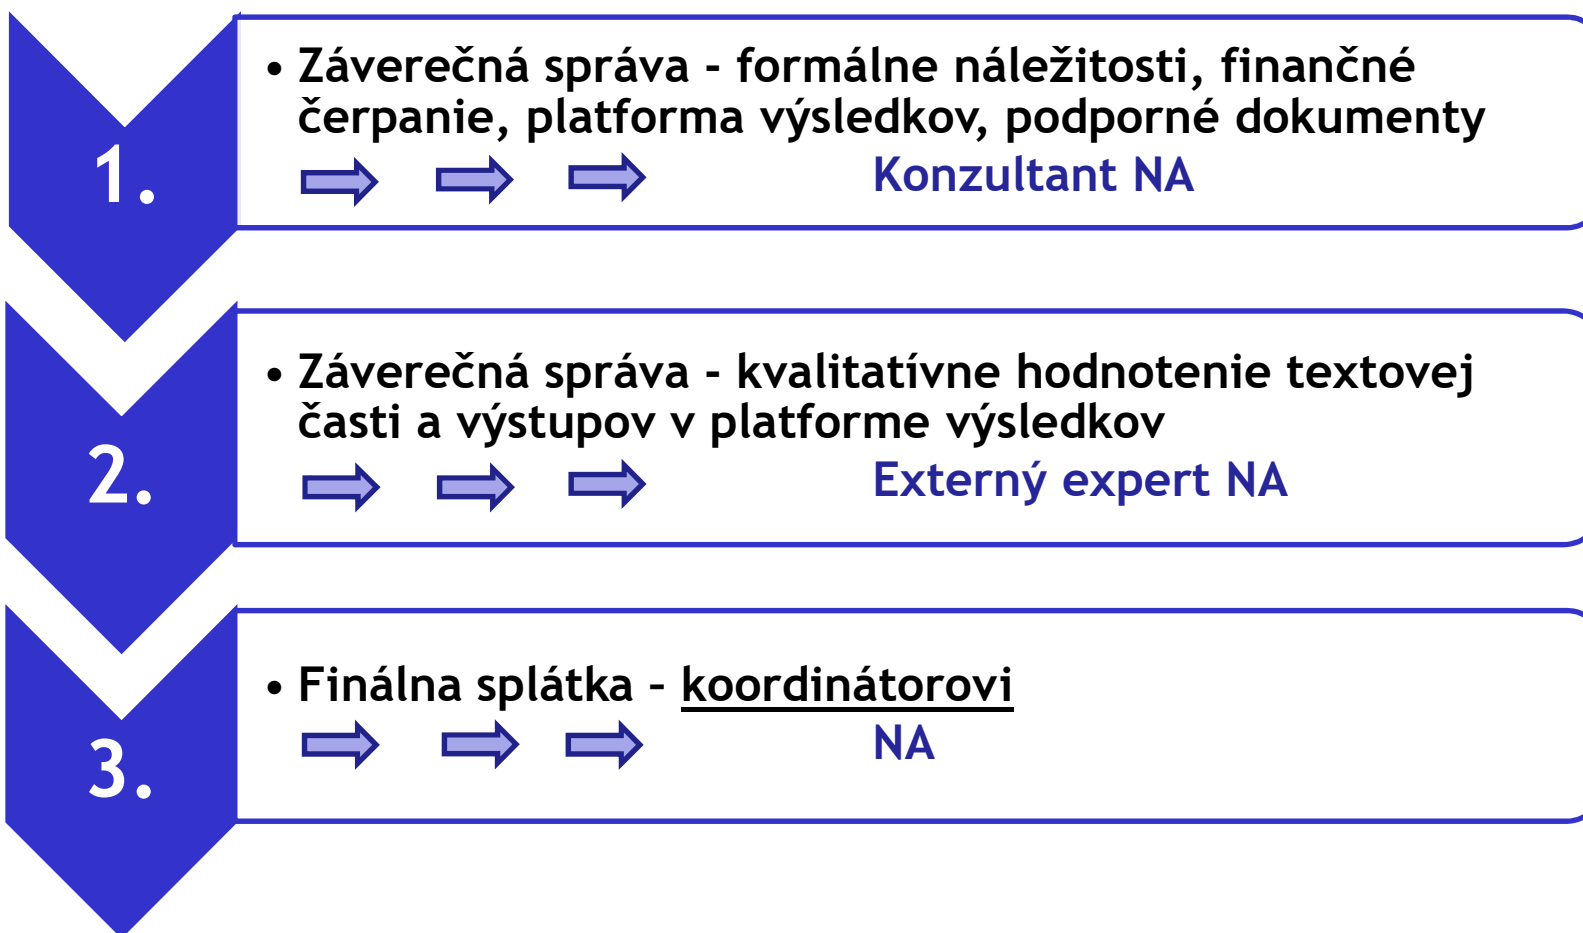 1.
• Záverečná správa - formálne náležitosti, finančné
čerpanie, platforma výsledkov, podporné dokumenty
Konzultant NA
2.
• Záverečná správa - kvalitatívne hodnotenie textovej
časti a výstupov v platforme výsledkov
Externý expert NA
3.
• Finálna splátka – koordinátorovi
NA